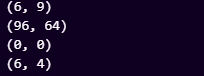 (6, 9)
(96, 64)
(0, 0)
(6, 4)